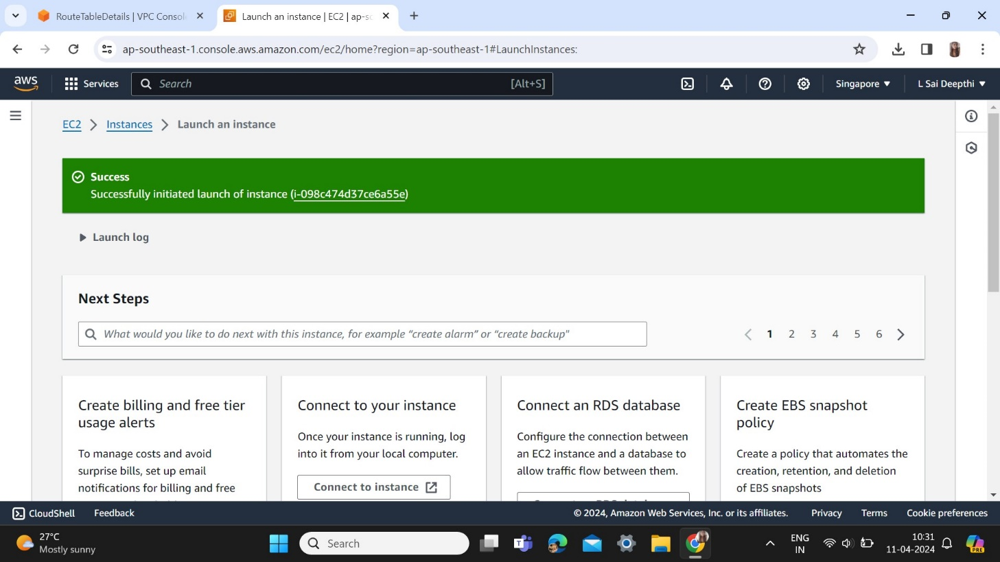 RouteTableDetails | VPC Consol
Launch an instance | EC2 | ap-s
ap-southeast-1.console.aws.amazon.com/ec2/home?region=ap-southeast-1#LaunchInstances:
aws
Services
Search
[Alt+S]
Singapore
L Sai Deepthi
EC2 > Instances > Launch an instance
Success
Successfully initiated launch of instance (i-098c474d37ce6a55e)
Launch log
Next Steps
What would you like to do next with this instance, for example “create alarm” or “create backup”
1 2 3 4 5 6
Create billing and free tier
usage alerts
To manage costs and avoid
surprise bills, set up email
notifications for billing and free
Connect to your instance
Once your instance is running, log
into it from your local computer.
Connect to instance
Connect an RDS database
Configure the connection between
an EC2 instance and a database to
allow traffic flow between them.
Create EBS snapshot
policy
Create a policy that automates the
creation, retention, and deletion
of EBS snapshots
CloudShell
Feedback
© 2024, Amazon Web Services, Inc. or its affiliates.
Privacy
Terms
Cookie preferences
27°C
Mostly sunny
Search
ENG
IN
10:31
11-04-2024
PRE